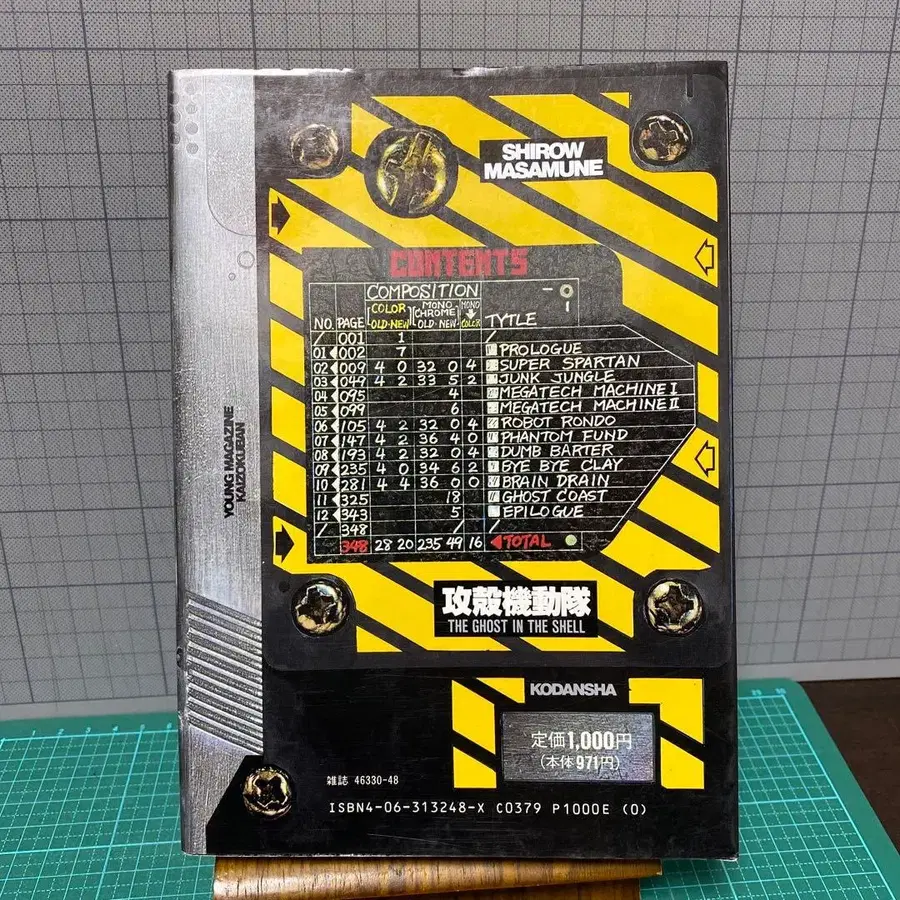 SHIROW
MASAMUNE
CONTENTS
COMPOSITION
COLOR MONO CHROME MONO
NO. PAGE OLD·NEW OLD·NEW COLOR TYTLE
/ 001 1 /
01 002 7 PROLOGUE
02 009 4 0 32 0 4 SUPER SPARTAN
03 049 4 2 33 5 2 JUNK JUNGLE
04 095 4 MEGATECH MACHINE I
05 099 6 MEGATECH MACHINE II
06 105 4 2 32 0 4 ROBOT RONDO
07 147 4 2 36 4 0 PHANTOM FUND
08 193 4 2 32 0 4 DUMB BARTER
09 235 4 0 34 6 2 BYE BYE CLAY
10 281 4 4 36 0 0 BRAIN DRAIN
11 325 18 GHOST COAST
12 343 5 EPILOGUE
/ 348 / /
348 28 20 235 49 16 ◀TOTAL
YOUNG MAGAZINE
KAIZOKUBAN
攻殻機動隊
THE GHOST IN THE SHELL
KODANSHA
定価1,000円
(本体971円)
雑誌 46330-48
ISBN4-06-313248-X C0379 P1000E (0)